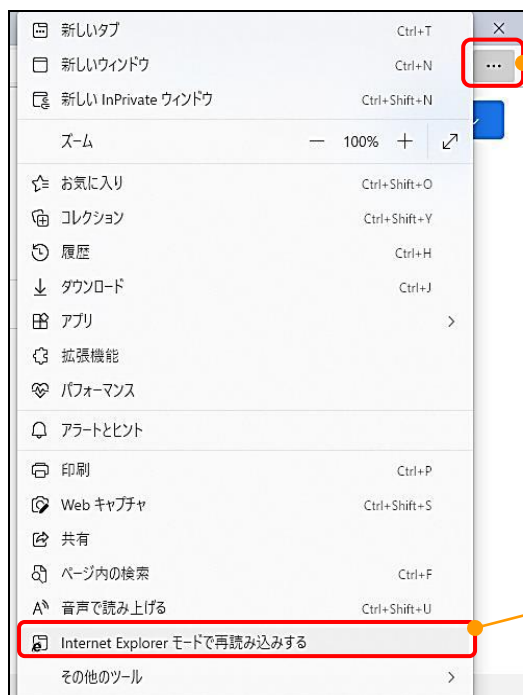 新しいタブ Ctrl+T
新しいウィンドウ Ctrl+N
新しい InPrivate ウィンドウ Ctrl+Shift+N
ズーム — 100% +
お気に入り Ctrl+Shift+O
コレクション Ctrl+Shift+Y
履歴 Ctrl+H
ダウンロード Ctrl+J
アプリ
拡張機能
パフォーマンス
アラートとヒント
印刷 Ctrl+P
Web キャプチャ Ctrl+Shift+S
共有
ページ内の検索 Ctrl+F
音声で読み上げる Ctrl+Shift+U
Internet Explorer モードで再読み込みする
その他のツール